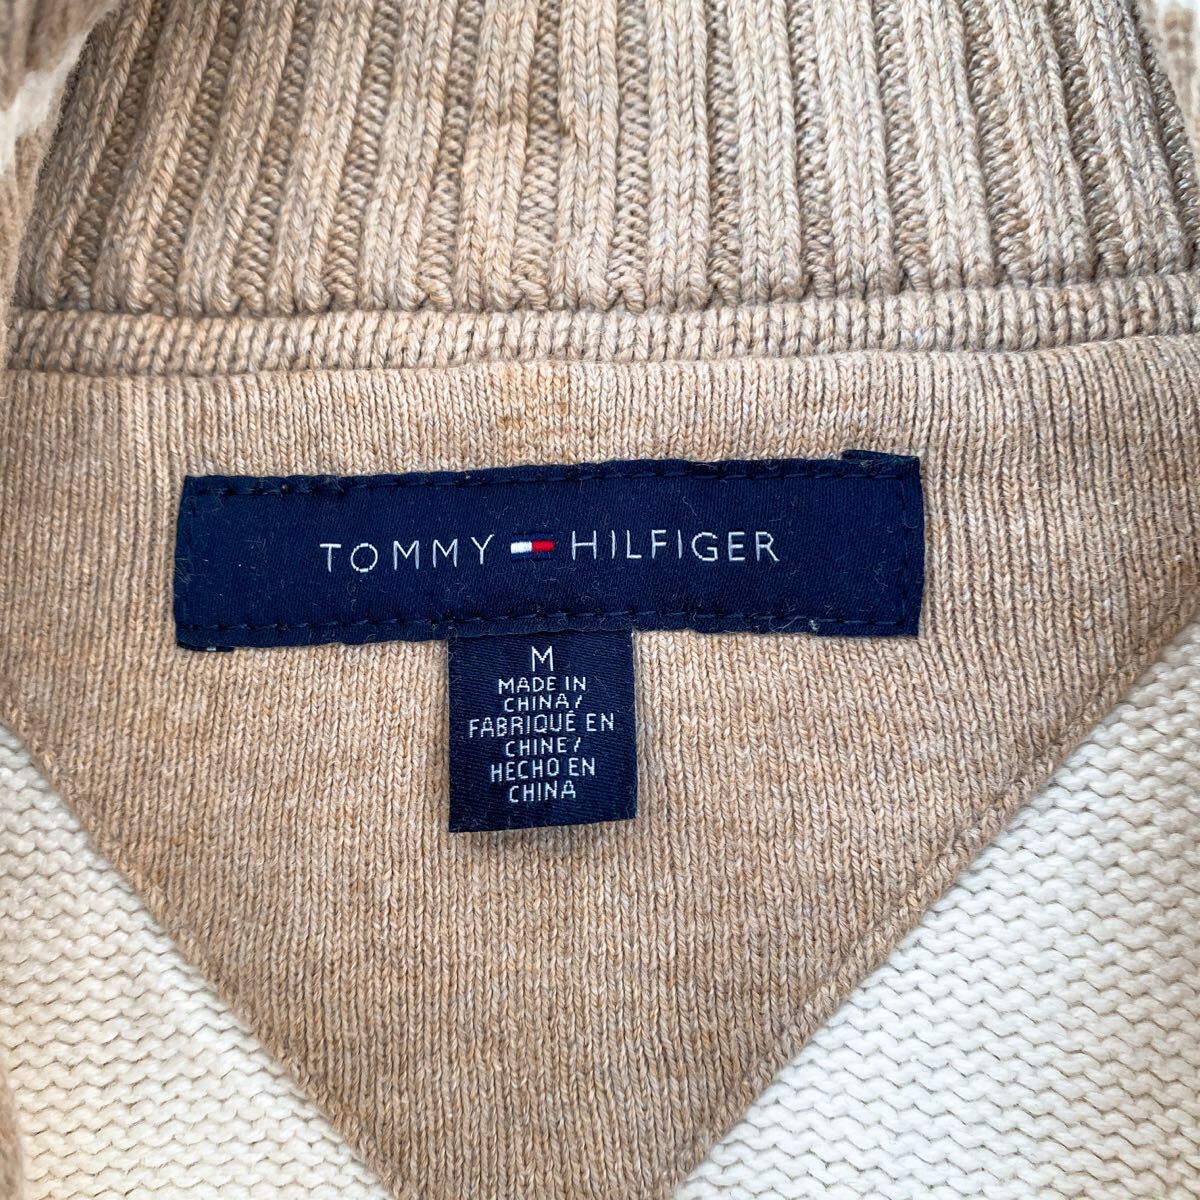 TOMMY HILFIGER
M
MADE IN
CHINA/
FABRIQUÉ EN
CHINE/
HECHO EN
CHINA